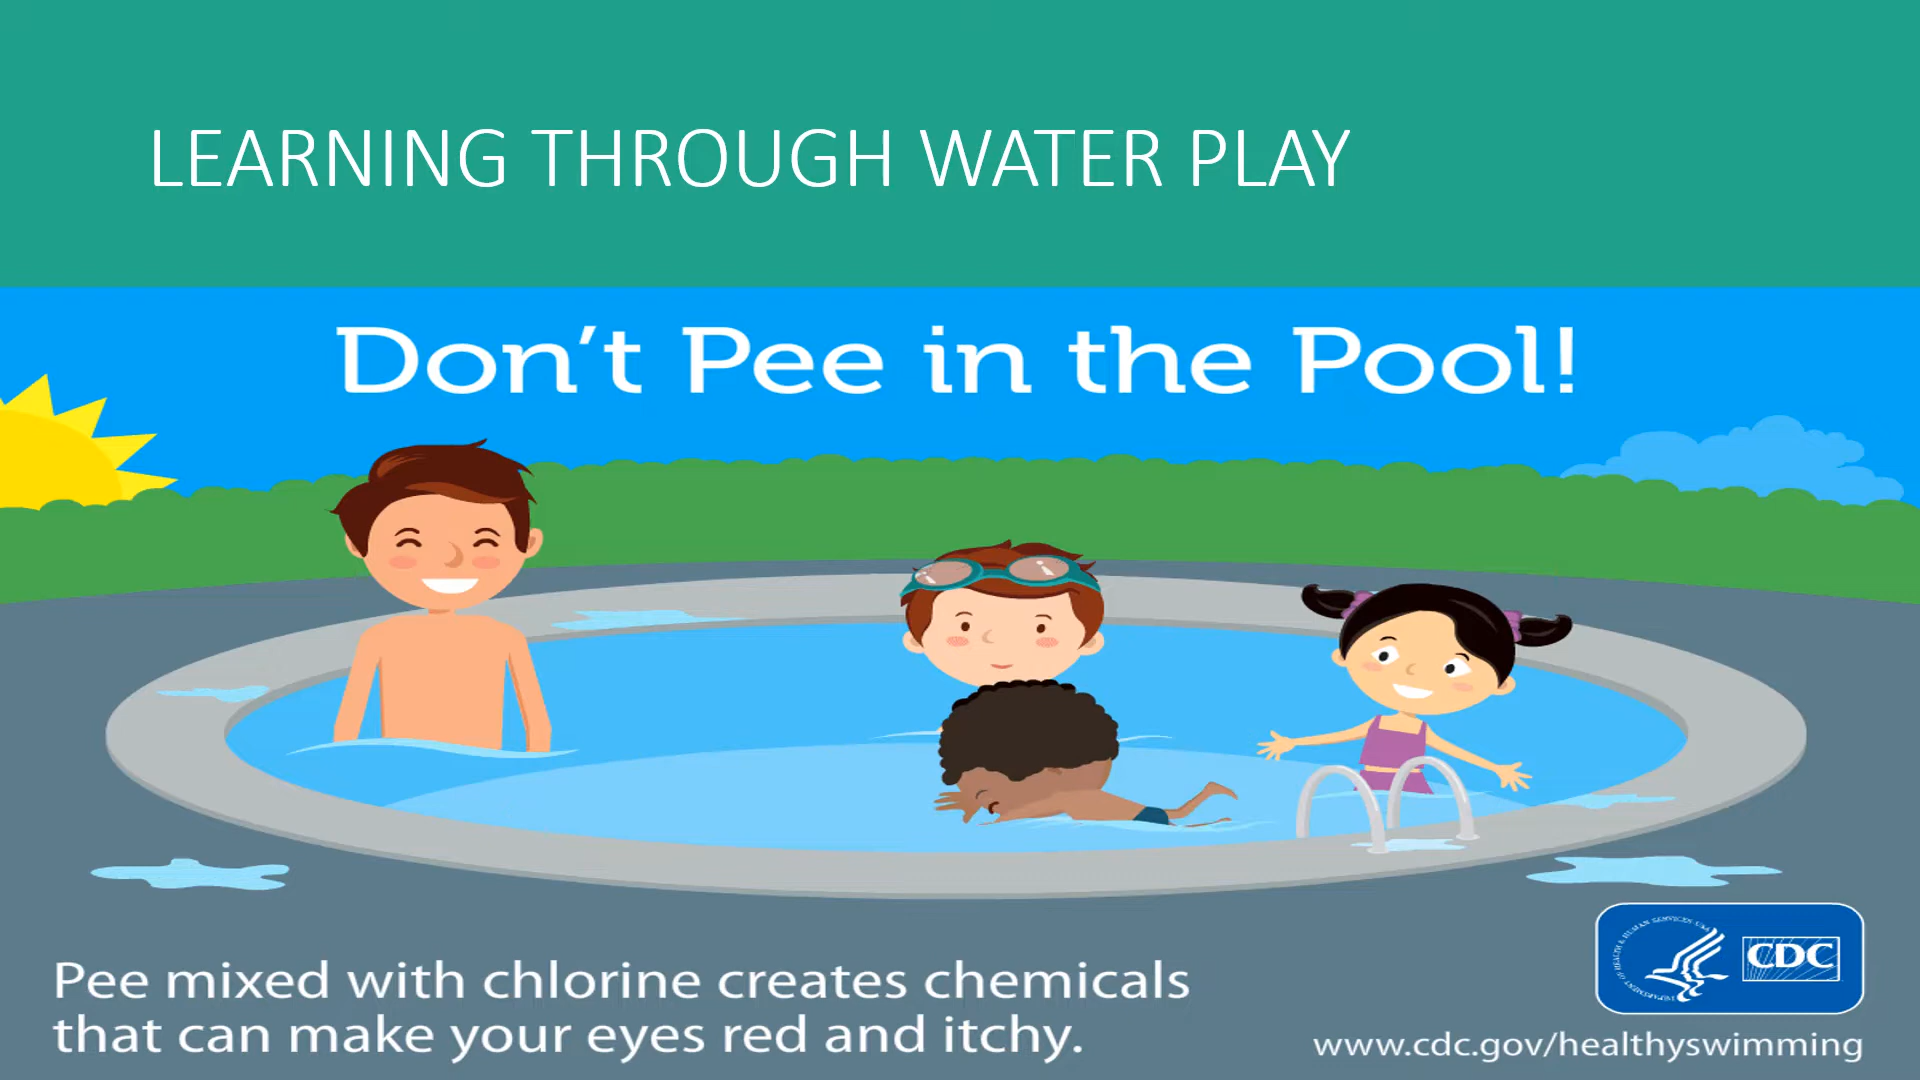 LEARNING THROUGH WATER PLAY
Don't Pee in the Pool!
Pee mixed with chlorine creates chemicals
that can make your eyes red and itchy.
CDC
www.cdc.gov/healthyswimming